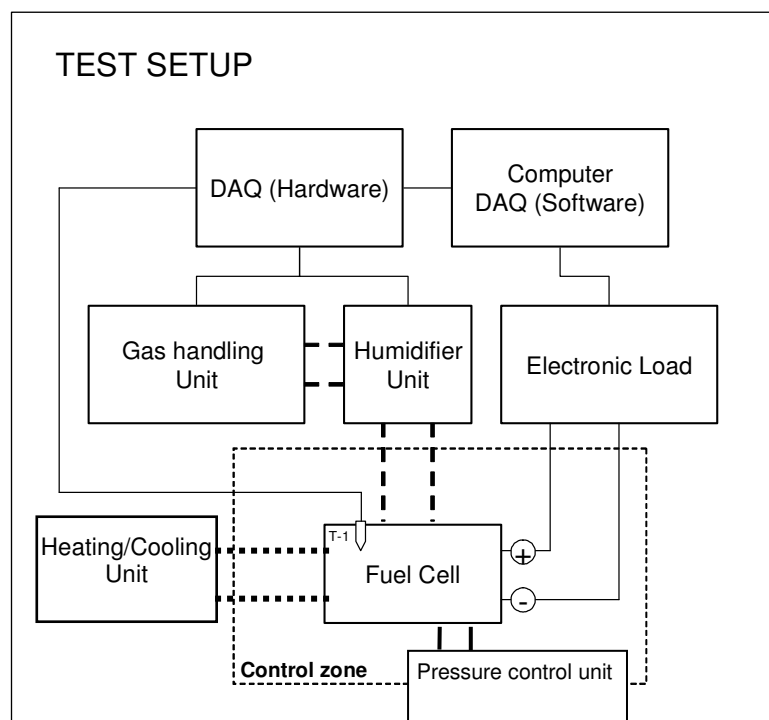 TEST SETUP
DAQ (Hardware)
Computer
DAQ (Software)
Gas handling
Unit
Humidifier
Unit
Electronic Load
T-1
Heating/Cooling
Unit
Fuel Cell
+
-
Control zone
Pressure control unit